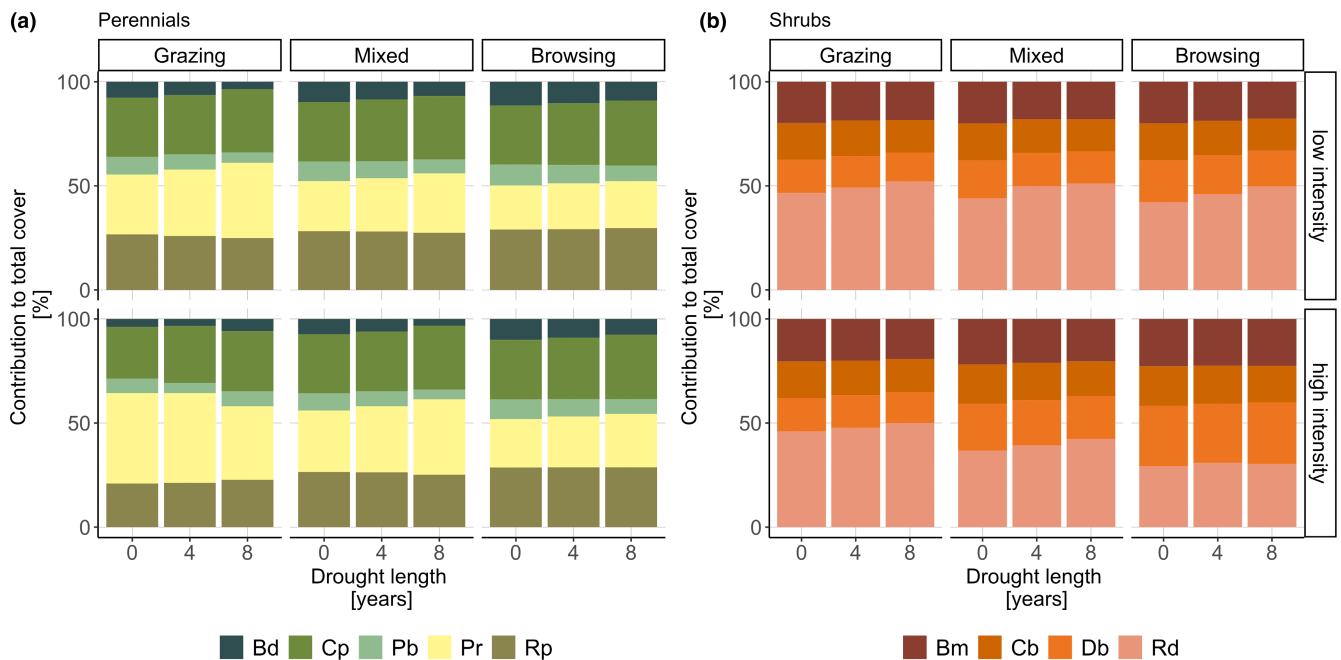 (a) Perennials
Grazing Mixed Browsing
Contribution to total cover
[%]
100
50
0
100
50
0
0 4 8 0 4 8 0 4 8
Drought length
[years]
Bd Cp Pb Pr Rp
(b) Shrubs
Grazing Mixed Browsing
Contribution to total cover
[%]
100
50
0
low intensity
100
50
0
high intensity
0 4 8 0 4 8 0 4 8
Drought length
[years]
Bm Cb Db Rd